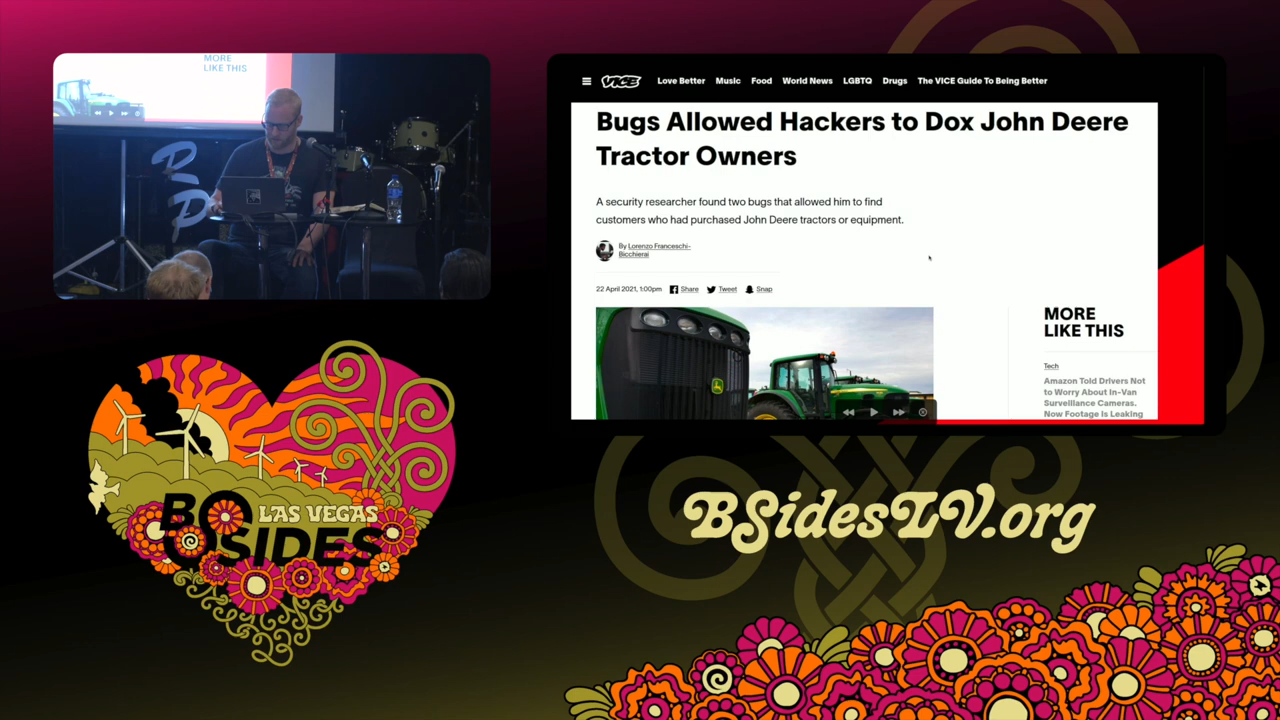 MORE
LIKE THIS
R
P
VICE
Love Better Music Food World News LGBTQ Drugs The VICE Guide To Being Better
Bugs Allowed Hackers to Dox John Deere
Tractor Owners
A security researcher found two bugs that allowed him to find
customers who had purchased John Deere tractors or equipment.
By Lorenzo Franceschi-
Bicchierai
22 April 2021, 1:00pm Share Tweet Snap
MORE
LIKE THIS
Tech
Amazon Told Drivers Not
to Worry About In-Van
Surveillance Cameras.
Now Footage Is Leaking
BSIDES
LAS VEGAS
23
BSidesLV.org